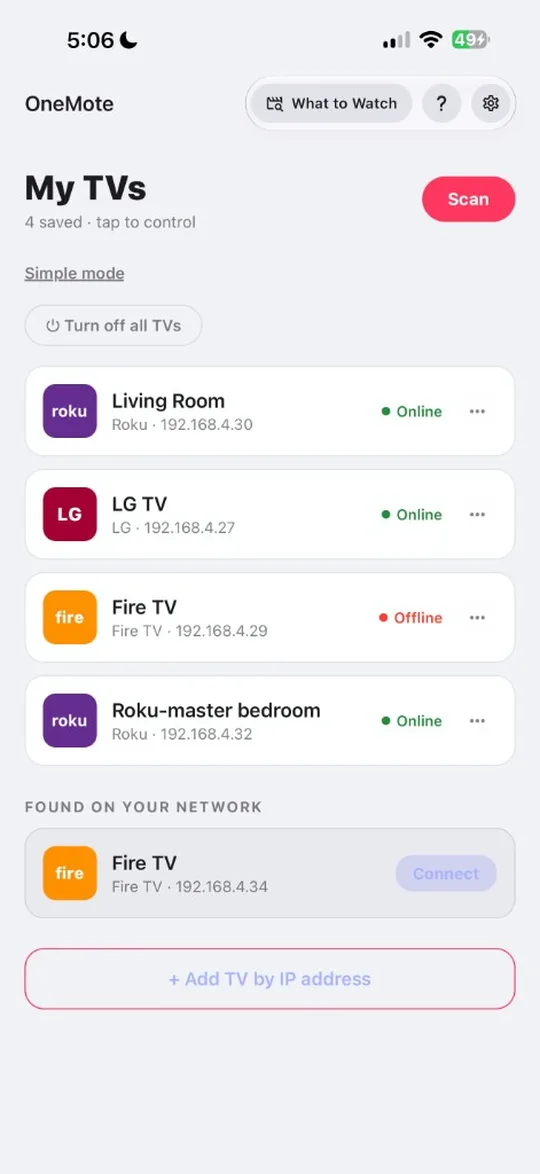 5:06
49
OneMote
What to Watch
?
My TVs
Scan
4 saved · tap to control
Simple mode
Turn off all TVs
roku
Living Room
Roku · 192.168.4.30
Online
LG
LG TV
LG · 192.168.4.27
Online
fire
Fire TV
Fire TV · 192.168.4.29
Offline
roku
Roku-master bedroom
Roku · 192.168.4.32
Online
FOUND ON YOUR NETWORK
fire
Fire TV
Fire TV · 192.168.4.34
Connect
+ Add TV by IP address